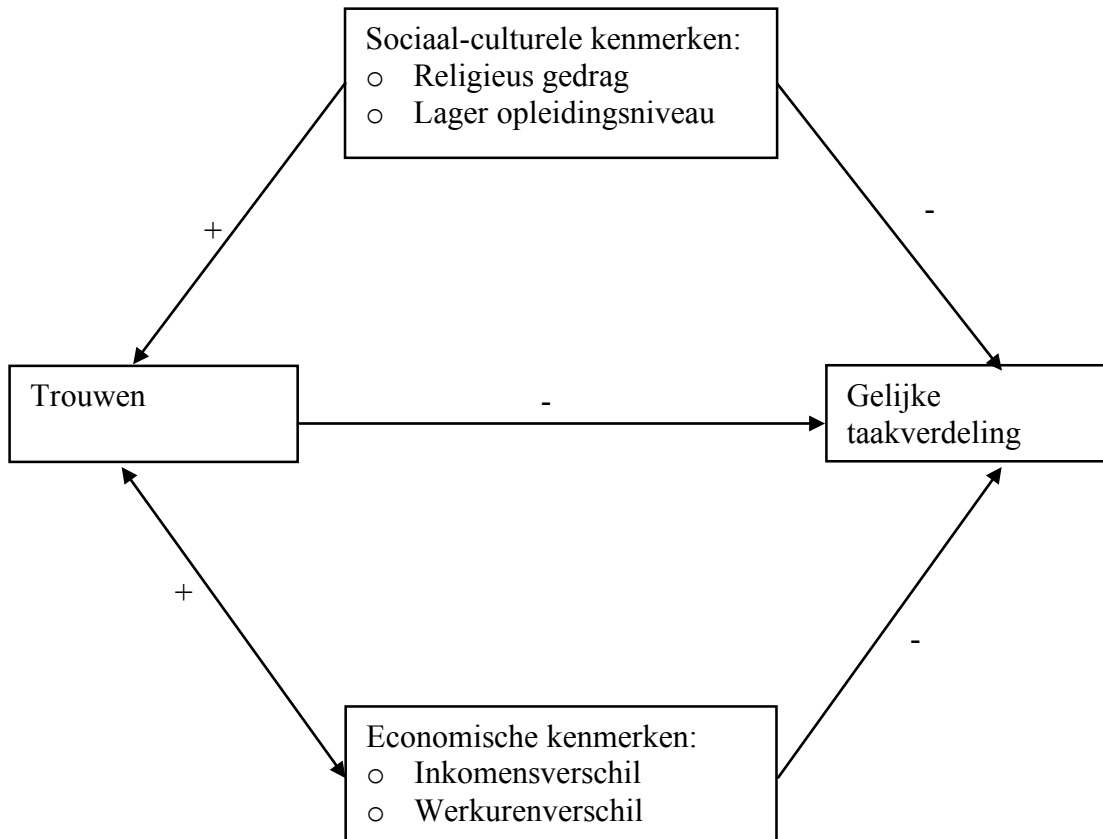 Sociaal-culturele kenmerken:
o Religieus gedrag
o Lager opleidingsniveau
+
-
Trouwen
-
Gelijke
taakverdeling
+
-
Economische kenmerken:
o Inkomensverschil
o Werkurenverschil